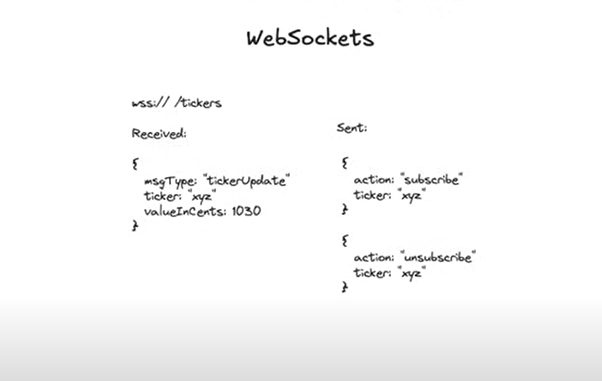 WebSockets
wss:// /tickers
Received:
{
msgType: "tickerUpdate"
ticker: "xyz"
valueInCents: 1030
}
Sent:
{
action: "subscribe"
ticker: "xyz"
}
{
action: "unsubscribe"
ticker: "xyz"
}